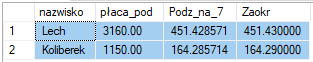 nazwisko płaca_pod Podz_na_7 Zaokr
1 Lech 3160.00 451.428571 451.430000
2 Koliberek 1150.00 164.285714 164.290000